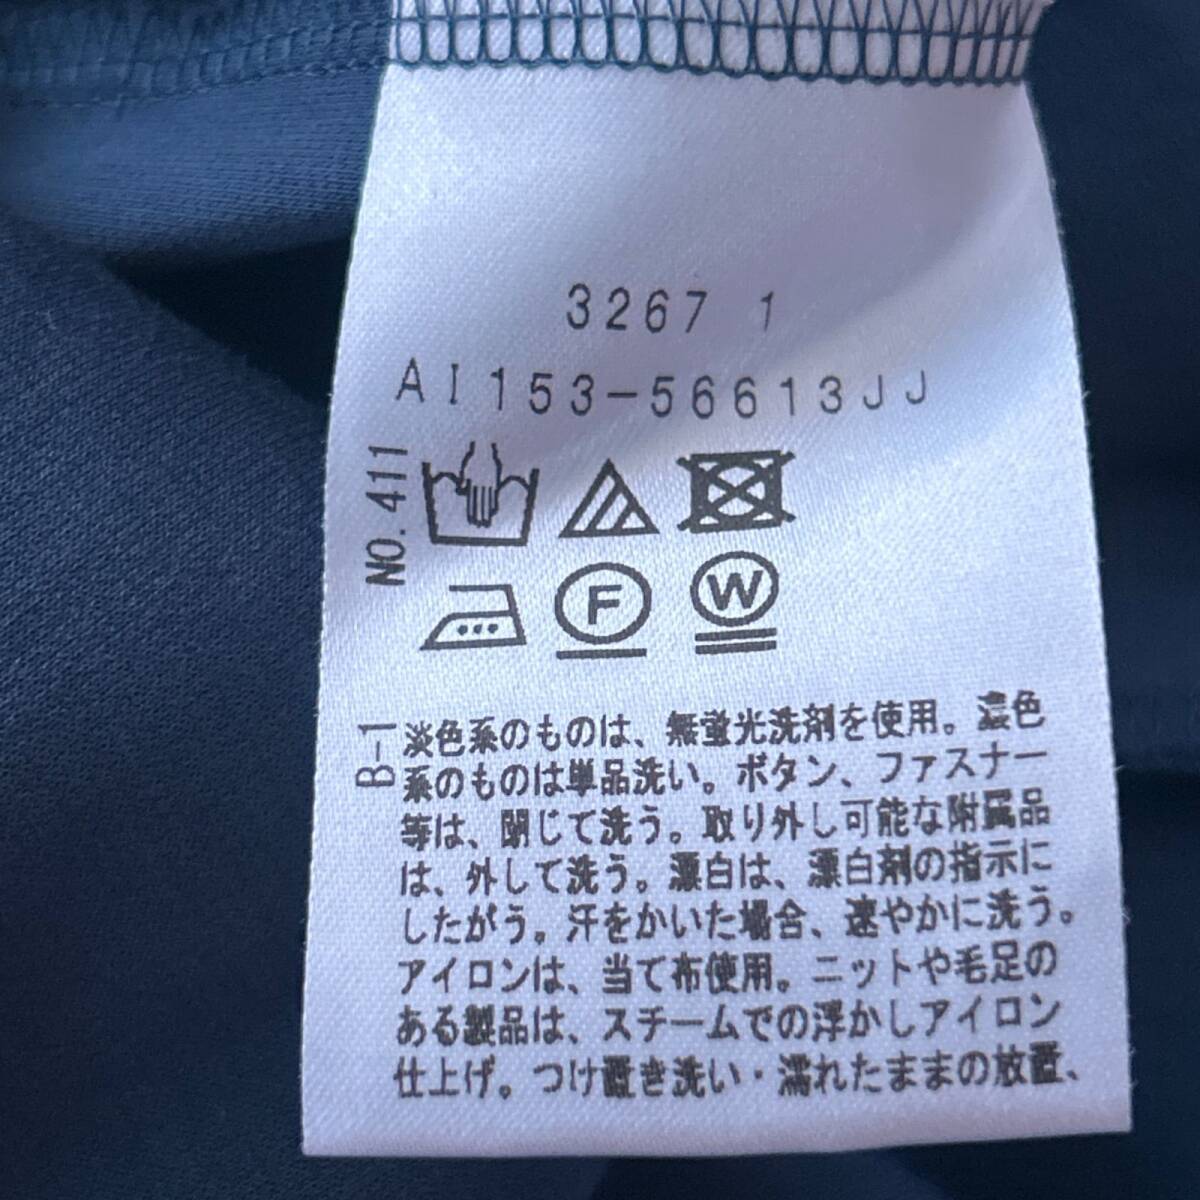 3267 1
AI153-56613JJ
NO.411
F
W
B-1
淡色系のものは、無蛍光洗剤を使用。濃色
系のものは単品洗い。ボタン、ファスナー
等は、閉じて洗う。取り外し可能な附属品
は、外して洗う。漂白は、漂白剤の指示に
したがう。汗をかいた場合、速やかに洗う。
アイロンは、当て布使用。ニットや毛足の
ある製品は、スチームでの浮かしアイロン
仕上げ。つけ置き洗い・濡れたままの放置、